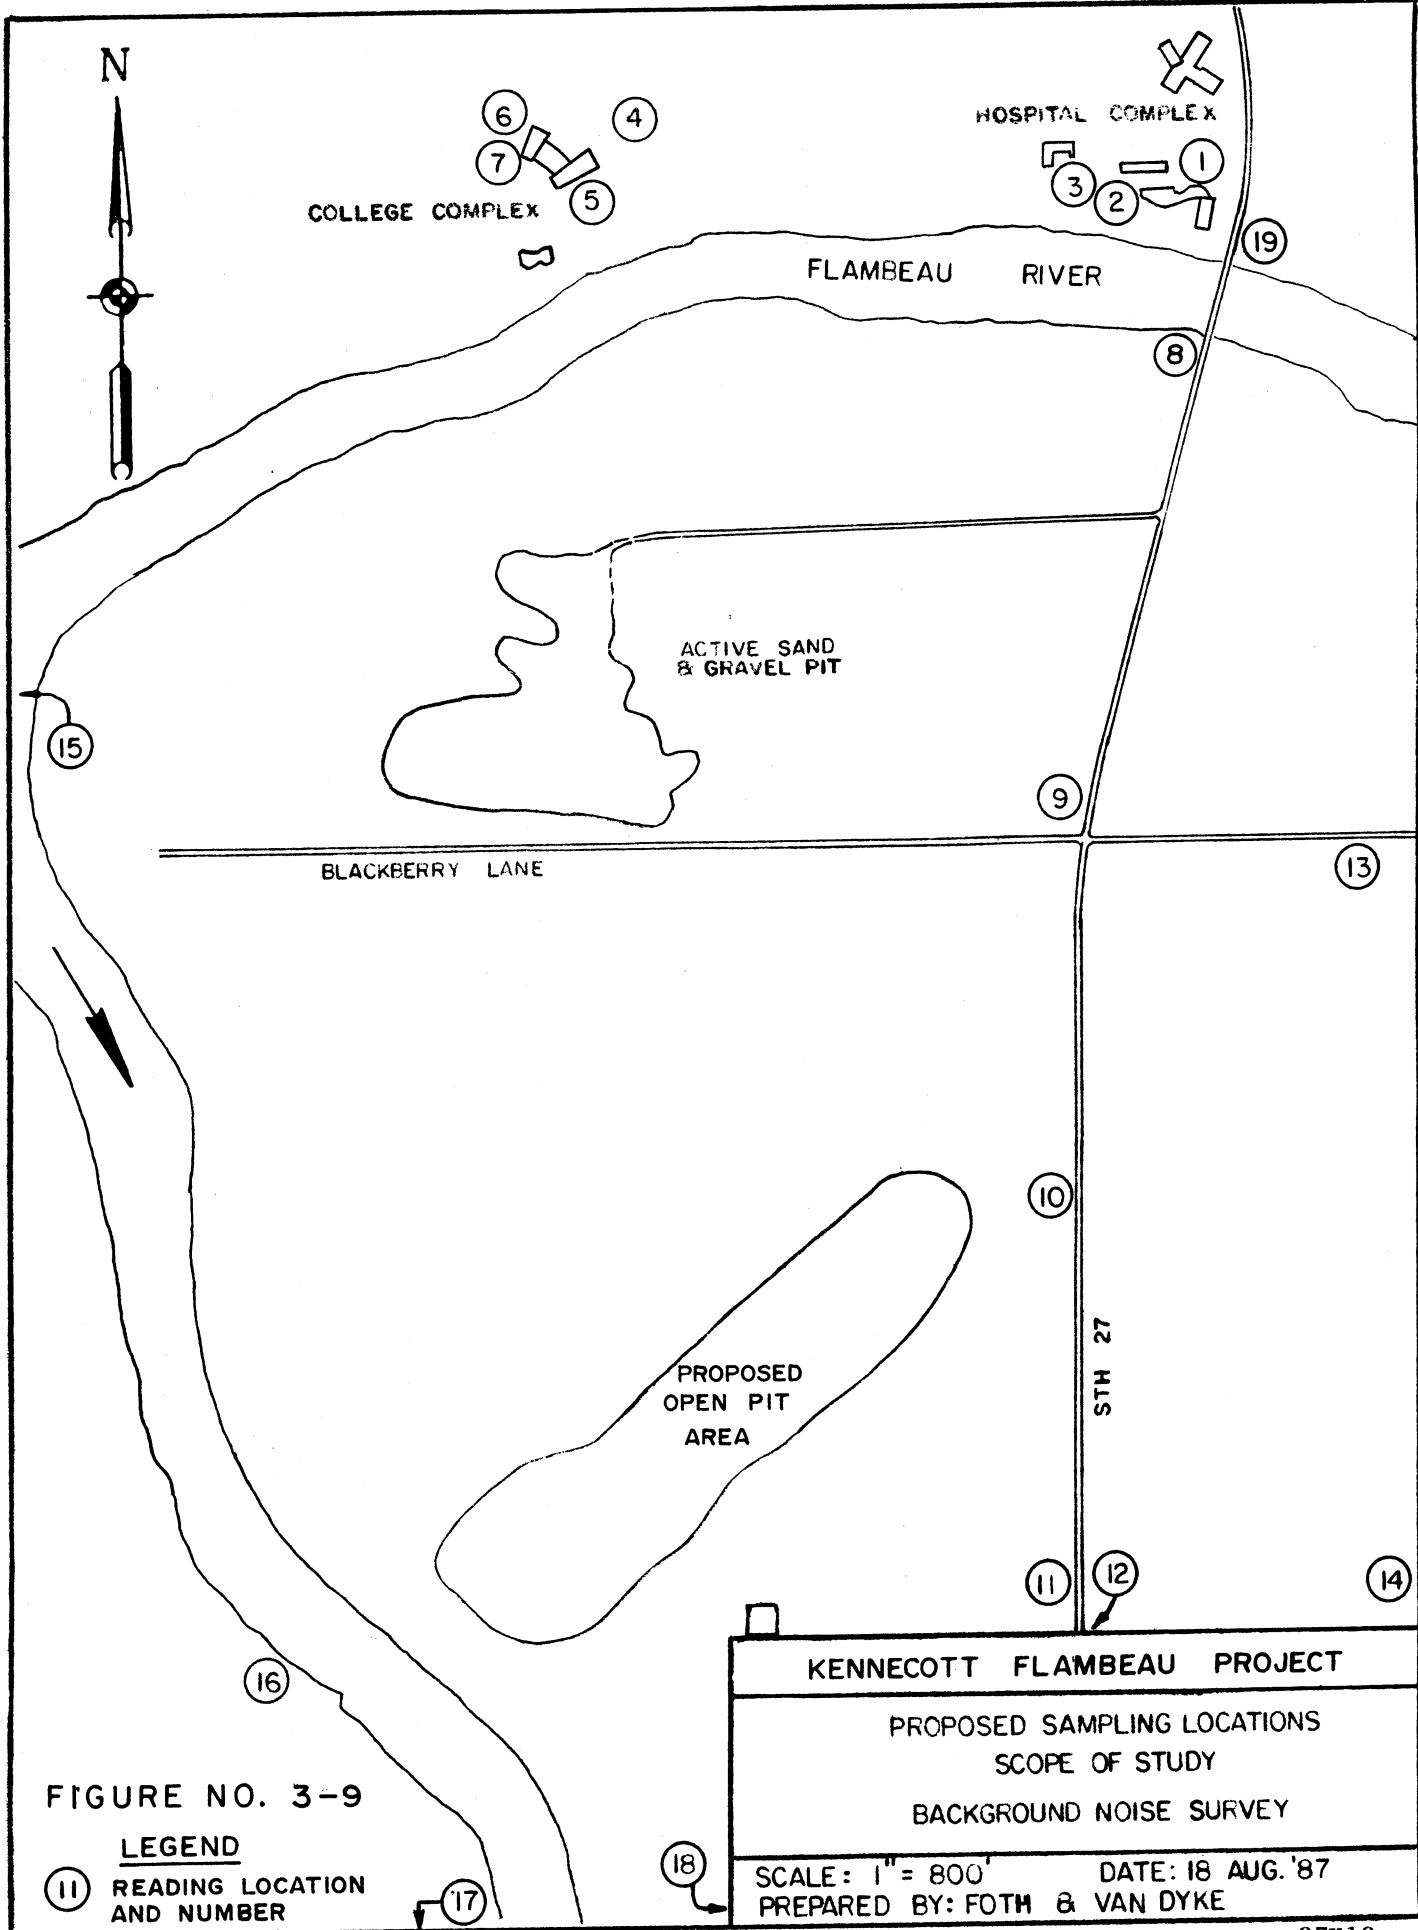 N
6
4
7
5
COLLEGE COMPLEX
HOSPITAL COMPLEX
1
3
2
19
FLAMBEAU RIVER
8
ACTIVE SAND
& GRAVEL PIT
15
9
BLACKBERRY LANE
13
10
STH 27
PROPOSED
OPEN PIT
AREA
11
12
14
16
KENNECOTT FLAMBEAU PROJECT
PROPOSED SAMPLING LOCATIONS
SCOPE OF STUDY
BACKGROUND NOISE SURVEY
SCALE: 1" = 800' DATE: 18 AUG. '87
PREPARED BY: FOTH & VAN DYKE
FIGURE NO. 3-9
LEGEND
11 READING LOCATION
AND NUMBER
17
18